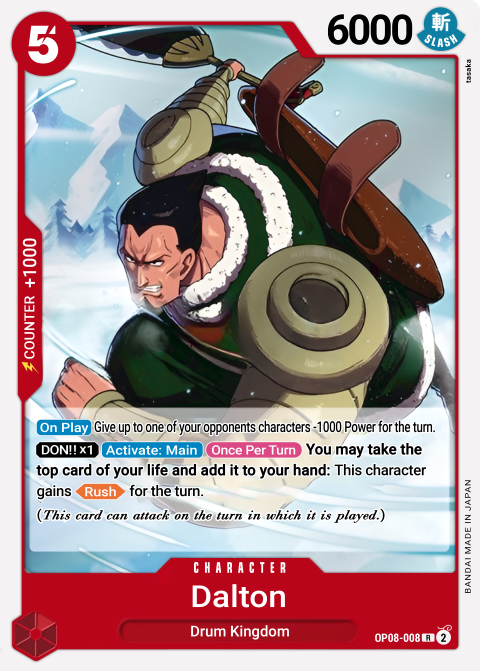 5
6000
斬
SLASH
tasaka
COUNTER +1000
On Play Give up to one of your opponents characters -1000 Power for the turn.
DON!! ×1 Activate: Main Once Per Turn You may take the
top card of your life and add it to your hand: This character
gains Rush for the turn.
(This card can attack on the turn in which it is played.)
BANDAI MADE IN JAPAN
CHARACTER
Dalton
Drum Kingdom
OP08-008 R 2